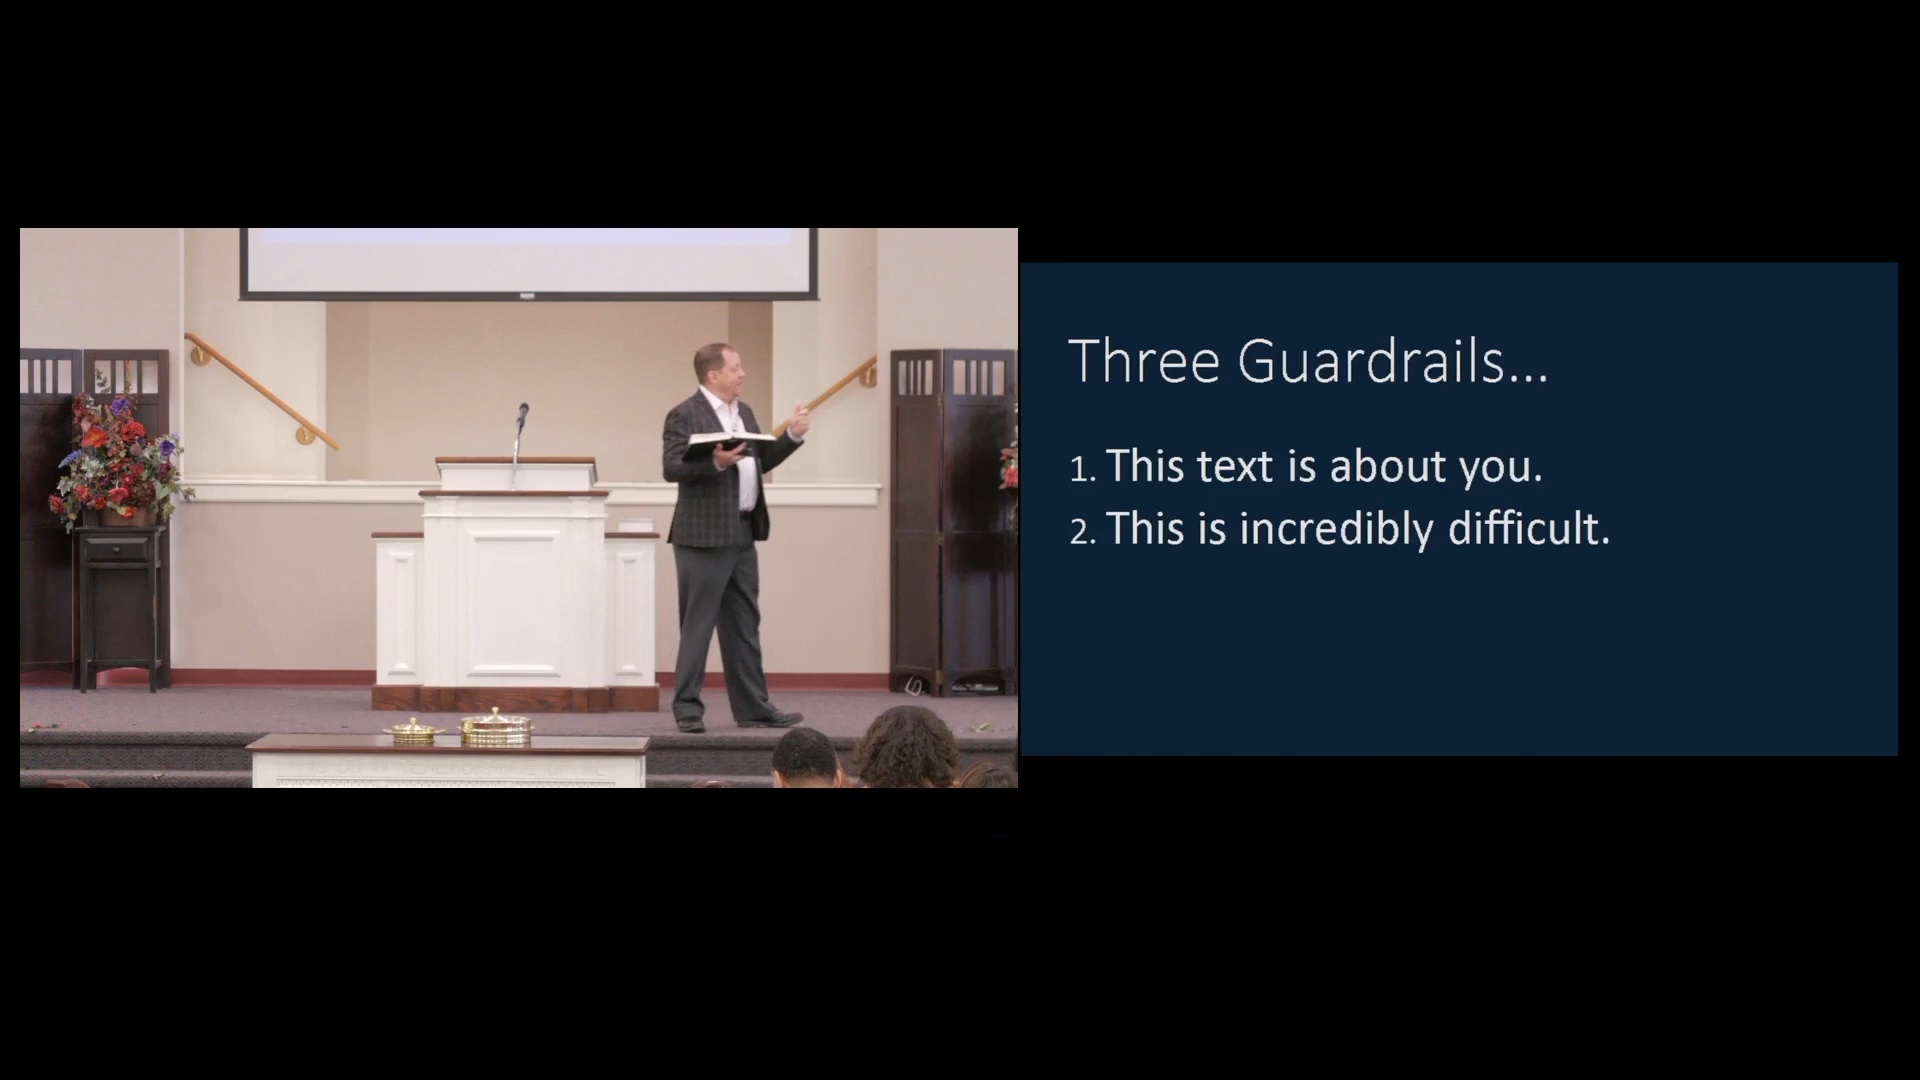 Three Guardrails...
1. This text is about you.
2. This is incredibly difficult.